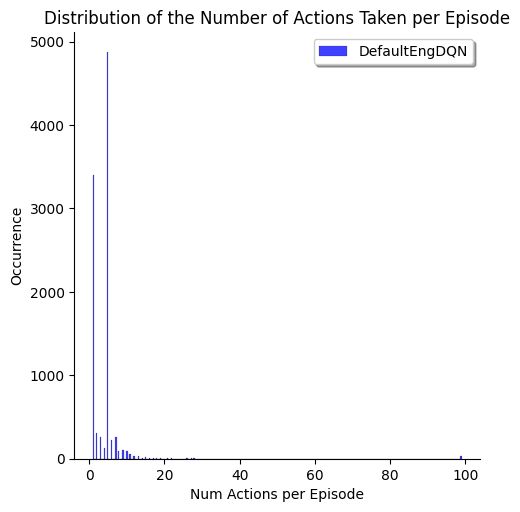 Distribution of the Number of Actions Taken per Episode
DefaultEngDQN
5000
4000
3000
2000
1000
0
Occurrence
0 20 40 60 80 100
Num Actions per Episode